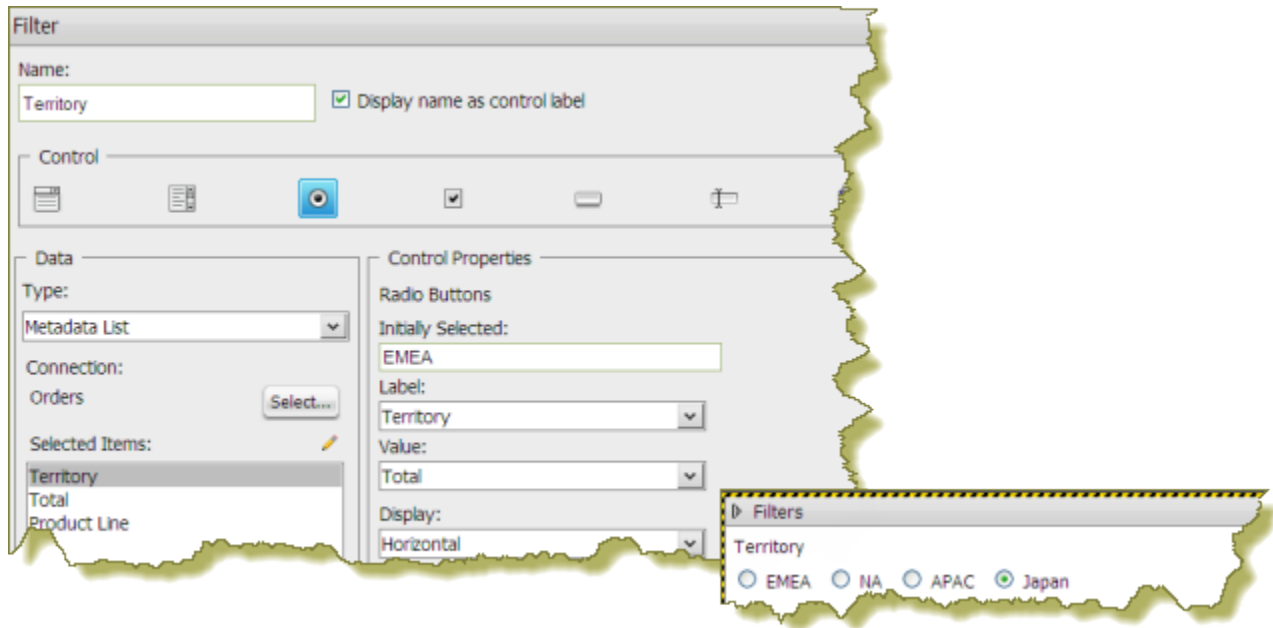 Filter
Name:
Territory
Display name as control label
Control
Data
Type:
Metadata List
Connection:
Orders
Select...
Selected Items:
Territory
Total
Product Line
Control Properties
Radio Buttons
Initially Selected:
EMEA
Label:
Territory
Value:
Total
Display:
Horizontal
Filters
Territory
EMEA NA APAC Japan